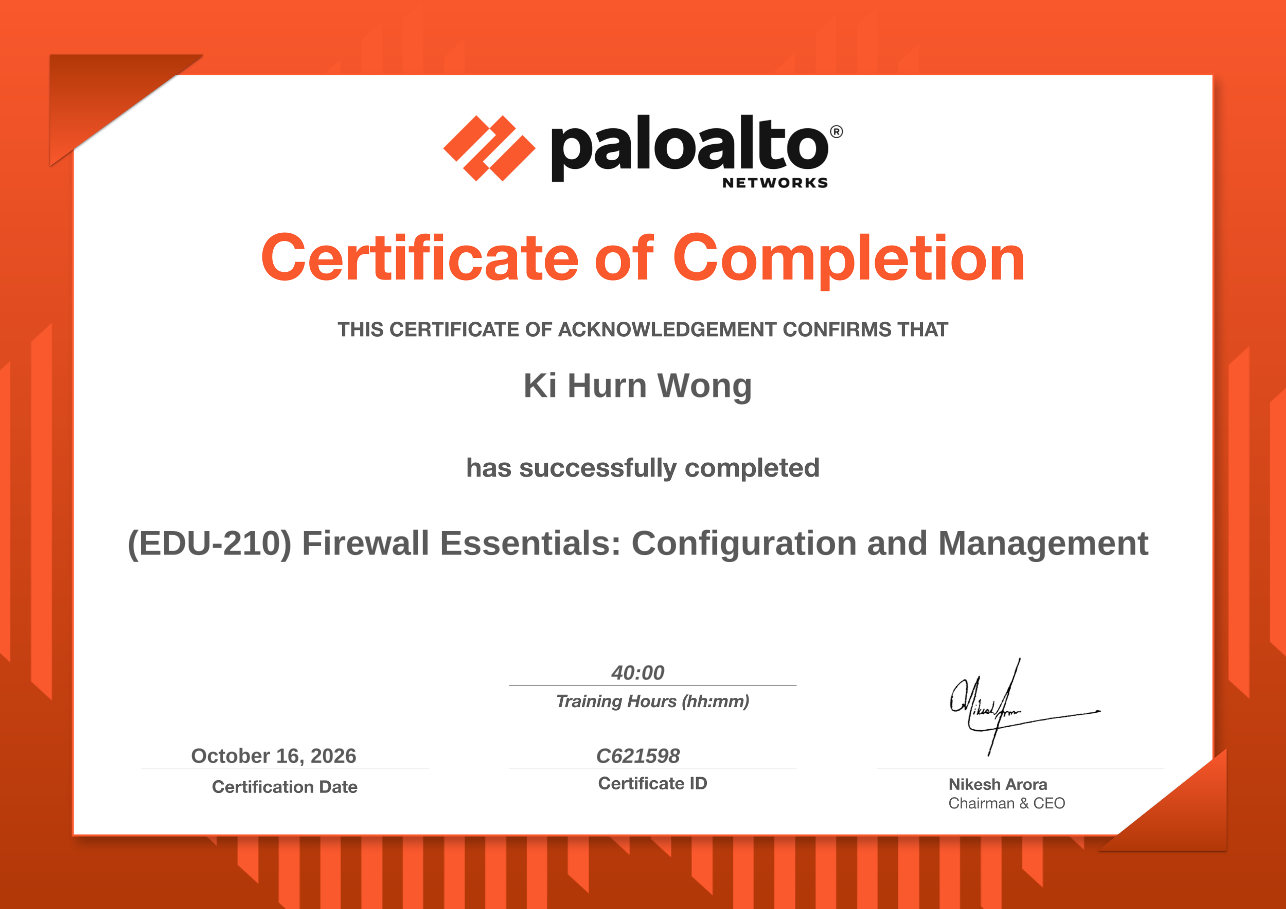 paloalto®
NETWORKS
Certificate of Completion
THIS CERTIFICATE OF ACKNOWLEDGEMENT CONFIRMS THAT
Ki Hurn Wong
has successfully completed
(EDU-210) Firewall Essentials: Configuration and Management
40:00
Training Hours (hh:mm)
October 16, 2026
Certification Date
C621598
Certificate ID
Nikesh Arora
Nikesh Arora
Chairman & CEO